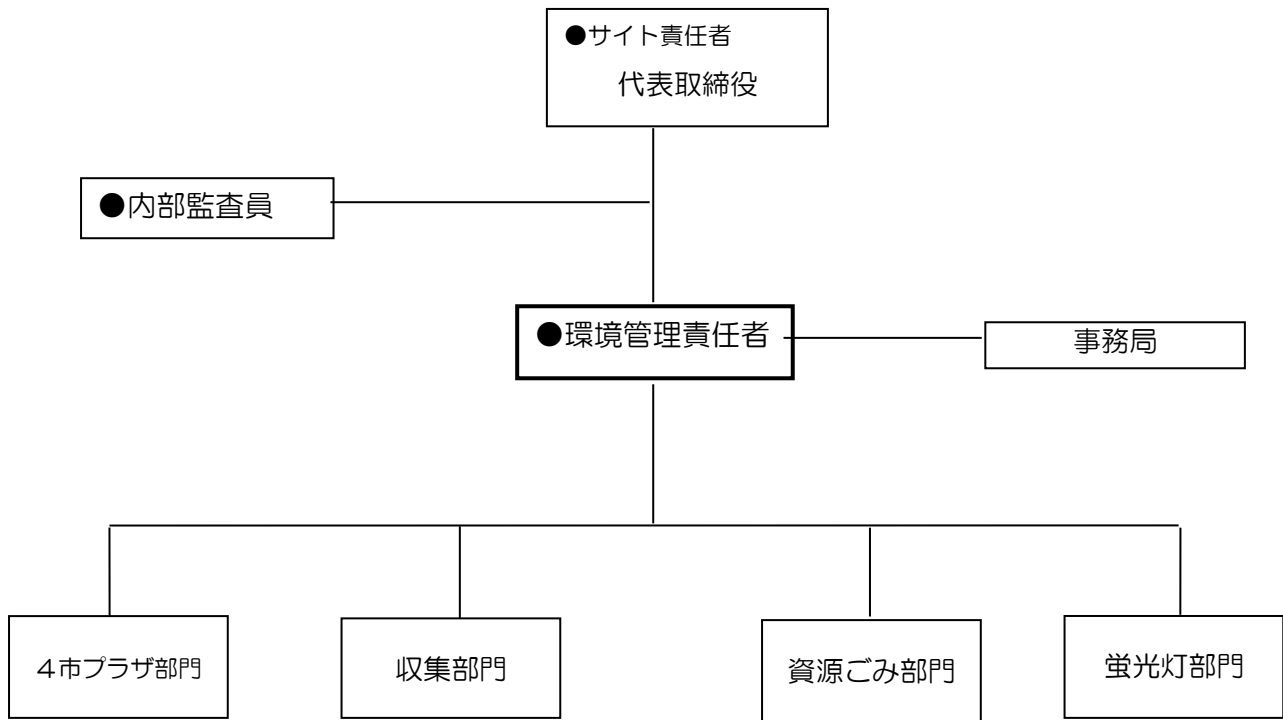 ●サイト責任者
代表取締役
●内部監査員
●環境管理責任者
事務局
４市プラザ部門
収集部門
資源ごみ部門
蛍光灯部門